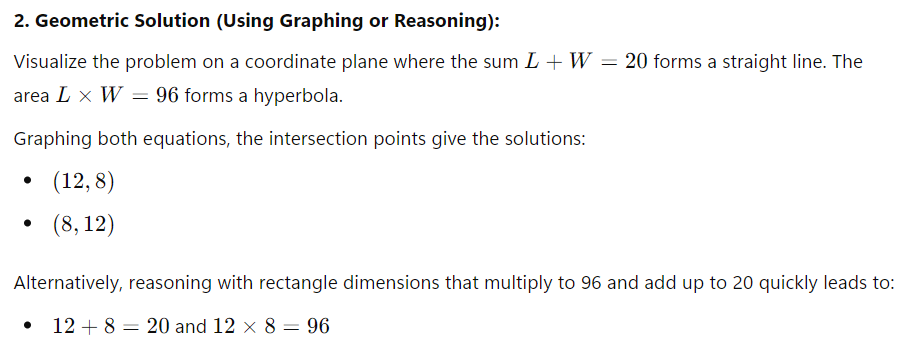 2. Geometric Solution (Using Graphing or Reasoning):
Visualize the problem on a coordinate plane where the sum L + W = 20 forms a straight line. The
area L × W = 96 forms a hyperbola.
Graphing both equations, the intersection points give the solutions:
• (12, 8)
• (8, 12)
Alternatively, reasoning with rectangle dimensions that multiply to 96 and add up to 20 quickly leads to:
• 12 + 8 = 20 and 12 × 8 = 96